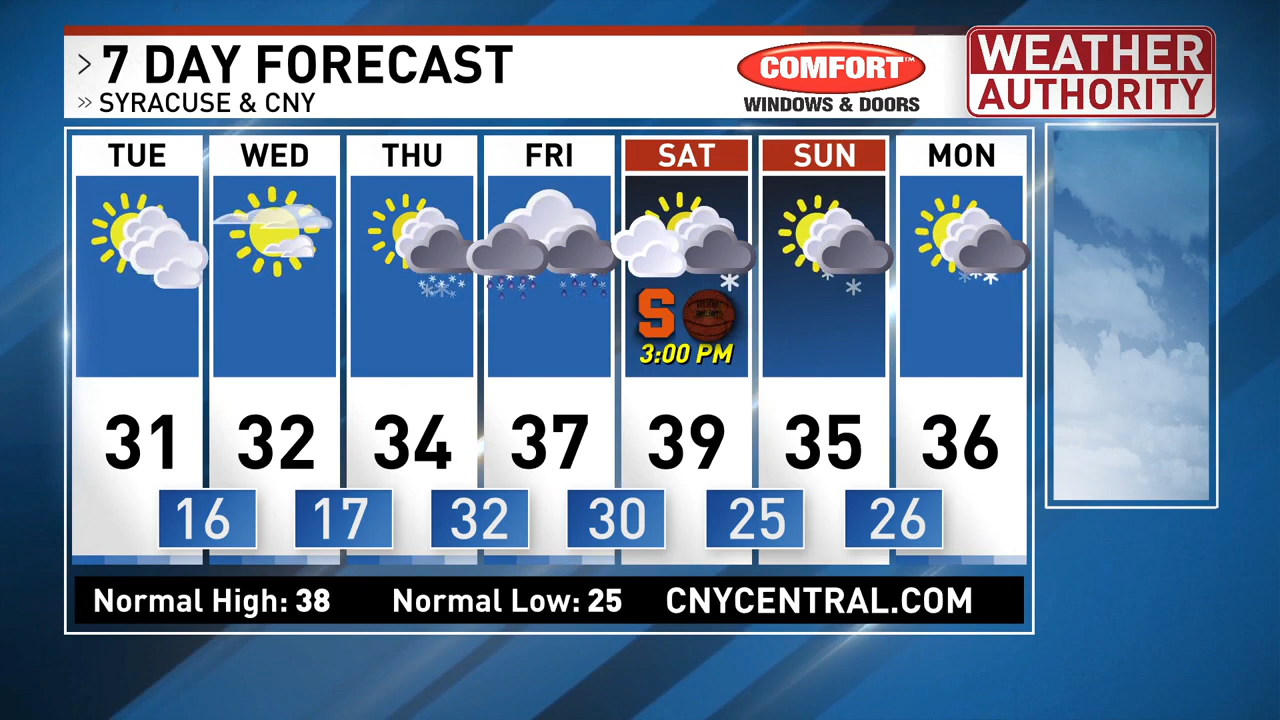 > 7 DAY FORECAST
» SYRACUSE & CNY
COMFORT™
WINDOWS & DOORS
WEATHER
AUTHORITY
TUE WED THU FRI SAT SUN MON
S
3:00 PM
31 32 34 37 39 35 36
16 17 32 30 25 26
Normal High: 38 Normal Low: 25 CNYCENTRAL.COM